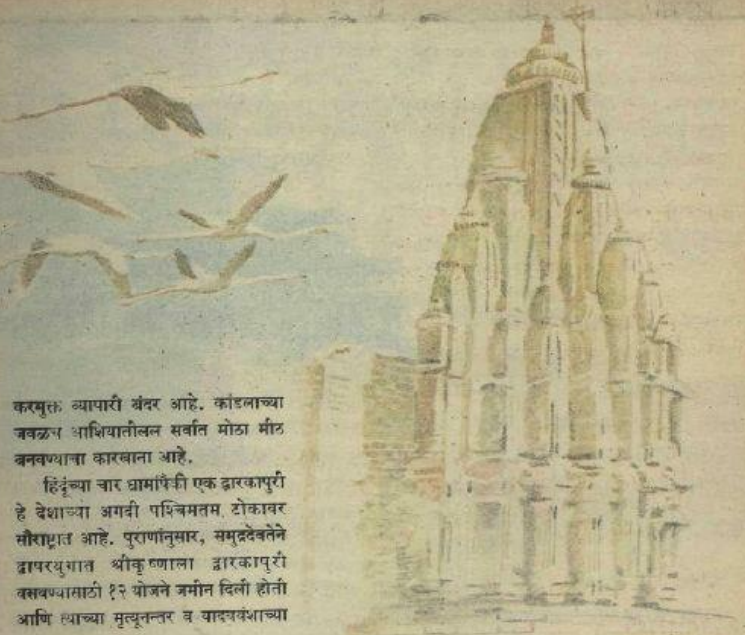 करमुक्त व्यापारी बंदर आहे. कांडलाच्या
जवळच आशियातीलल सर्वात मोठा मीठ
बनवण्याचा कारखाना आहे.
हिंदूंच्या चार धामांपैकी एक द्वारकापुरी
हे देशाच्या अगदी पश्चिमतम टोकावर
सौराष्ट्रात आहे. पुराणांनुसार, समुद्रदेवतेने
द्वापरयुगात श्रीकृष्णाला द्वारकापुरी
वसवण्यासाठी १२ योजने जमीन दिली होती
आणि त्याच्या मृत्यूनन्तर व यादववंशाच्या